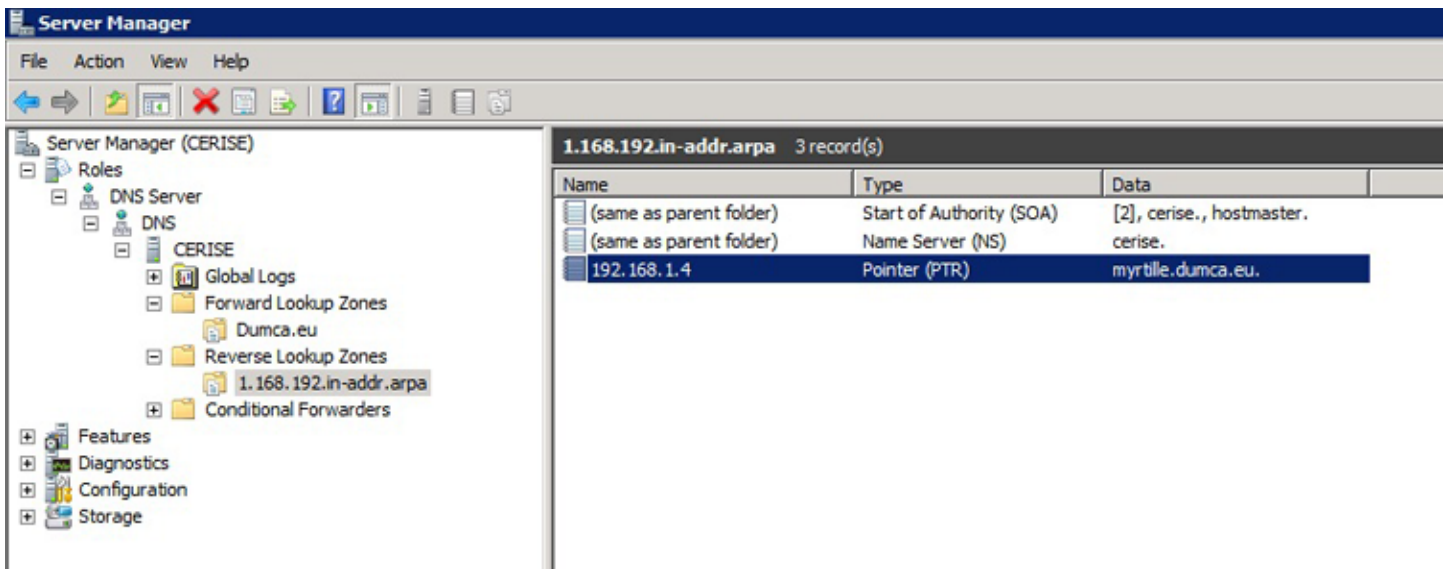 Server Manager
File Action View Help
Server Manager (CERISE)
Roles
DNS Server
DNS
CERISE
Global Logs
Forward Lookup Zones
Dumca.eu
Reverse Lookup Zones
1.168.192.in-addr.arpa
Conditional Forwarders
Features
Diagnostics
Configuration
Storage
1.168.192.in-addr.arpa 3 record(s)
Name Type Data
(same as parent folder) Start of Authority (SOA) [2], cerise., hostmaster.
(same as parent folder) Name Server (NS) cerise.
192.168.1.4 Pointer (PTR) myrtille.dumca.eu.